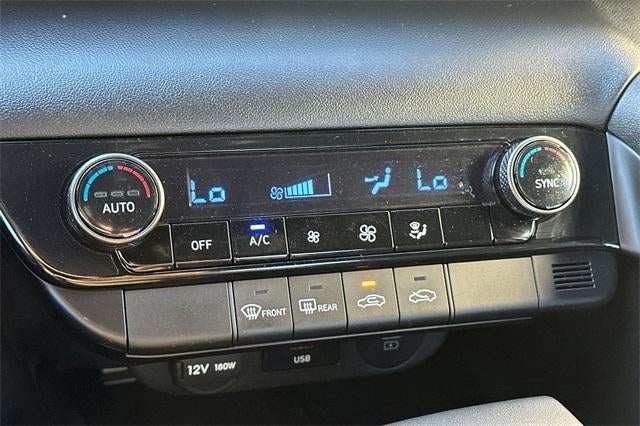 Lo Lo
AUTO SYNC
OFF A/C
FRONT REAR
12V 180W USB